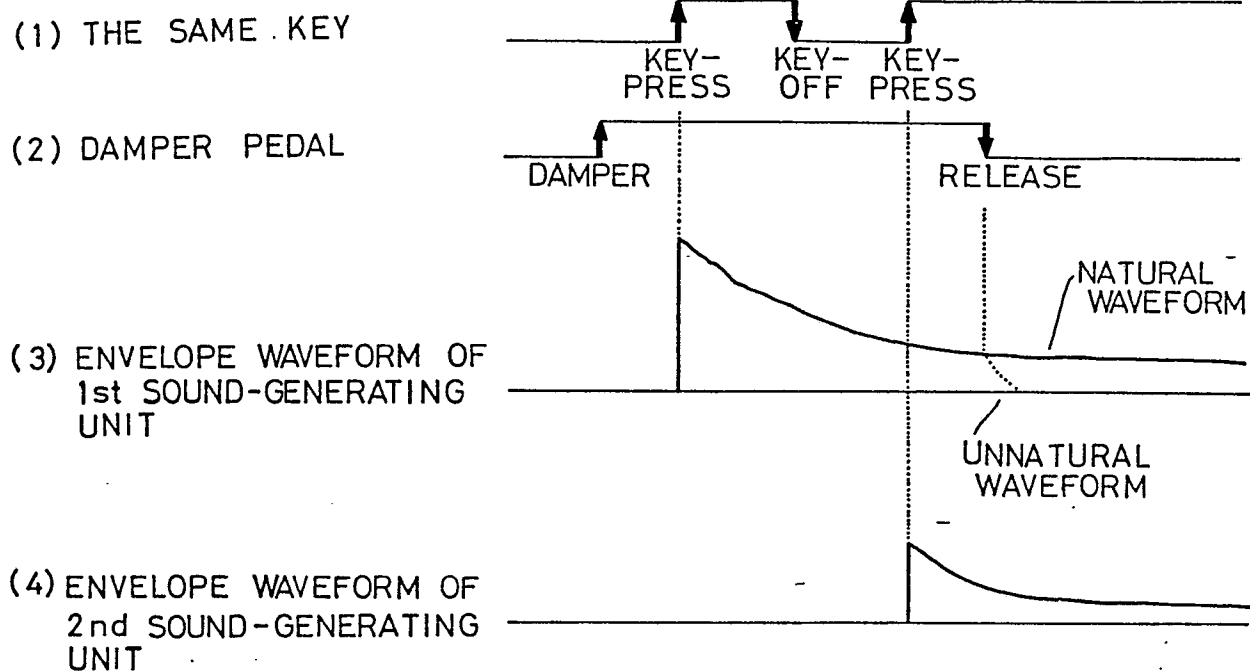 (1) THE SAME . KEY
KEY-
PRESS
KEY-
OFF
KEY-
PRESS
(2) DAMPER PEDAL
DAMPER
RELEASE
NATURAL
WAVEFORM
(3) ENVELOPE WAVEFORM OF
1st SOUND-GENERATING
UNIT
UNNATURAL
WAVEFORM
(4) ENVELOPE WAVEFORM OF
2nd SOUND-GENERATING
UNIT